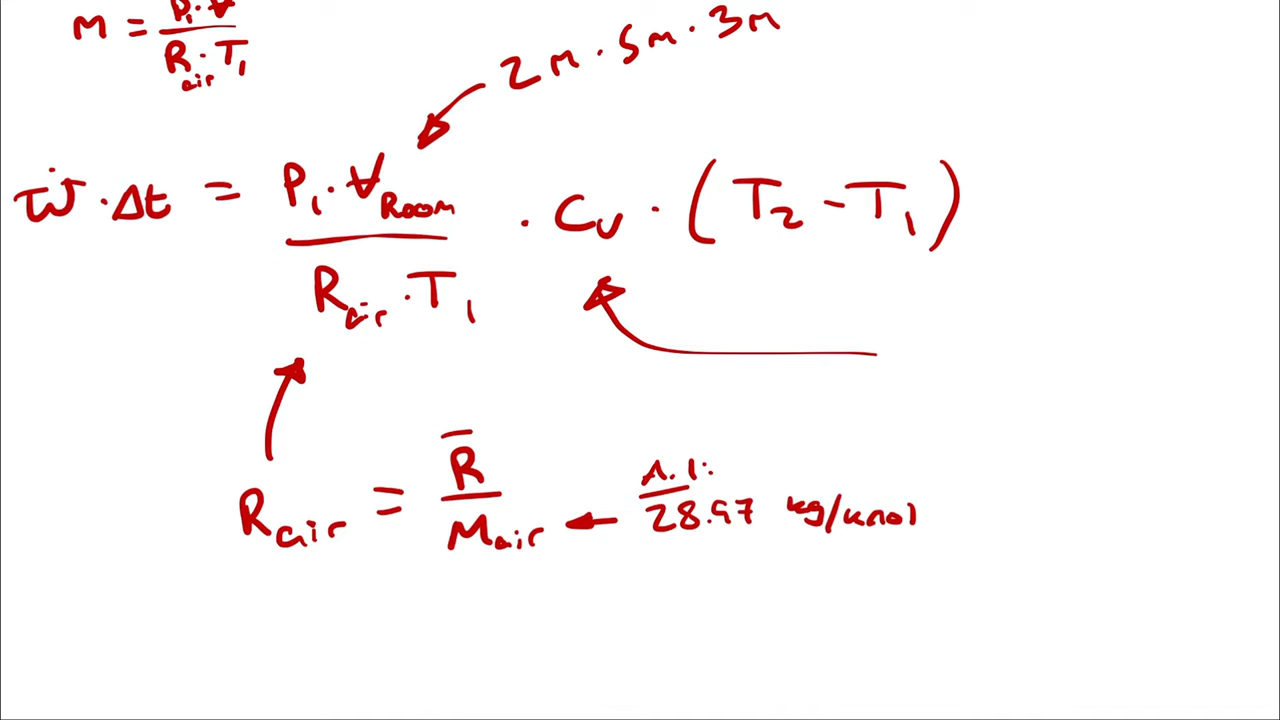 m = P₁·V / R_air·T₁
2m · 5m · 3m
Ẇ · Δt = P₁·V_Room / R_air·T₁ · Cᵥ · (T₂ - T₁)
R_air = R̅ / M_air
A.1:
28.97 kg/kmol